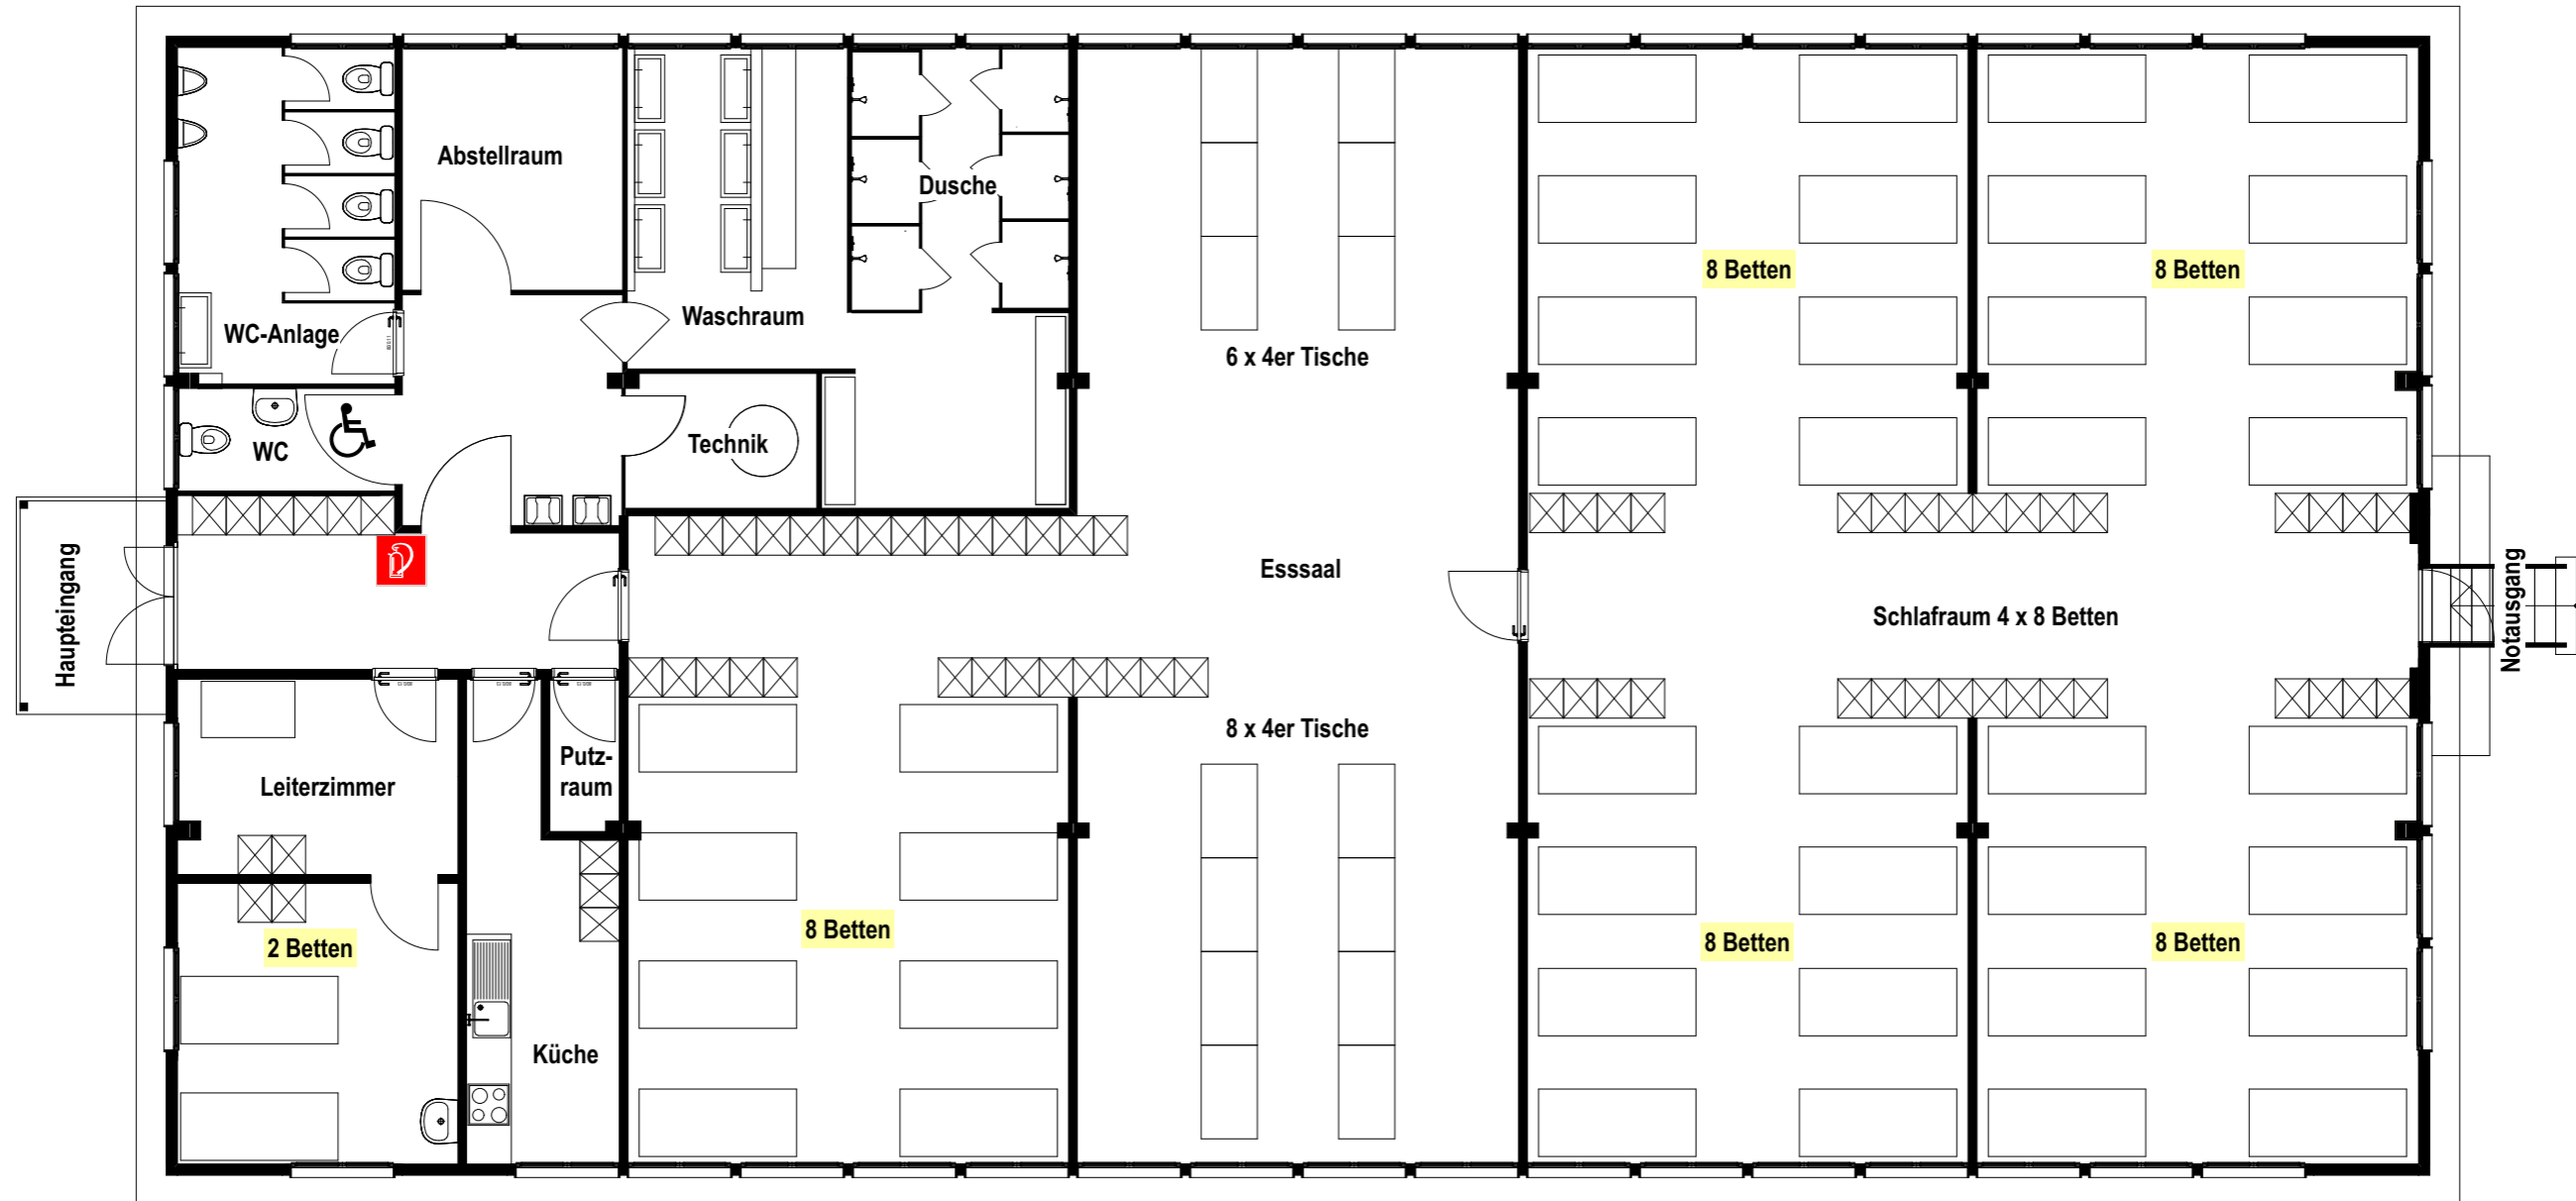 Abstellraum
Dusche
8 Betten
8 Betten
Waschraum
WC-Anlage
6 x 4er Tische
WC
Technik
Haupteingang
Esssaal
Schlafraum 4 x 8 Betten
Notausgang
8 x 4er Tische
Putz-
raum
Leiterzimmer
8 Betten
2 Betten
8 Betten
8 Betten
Küche